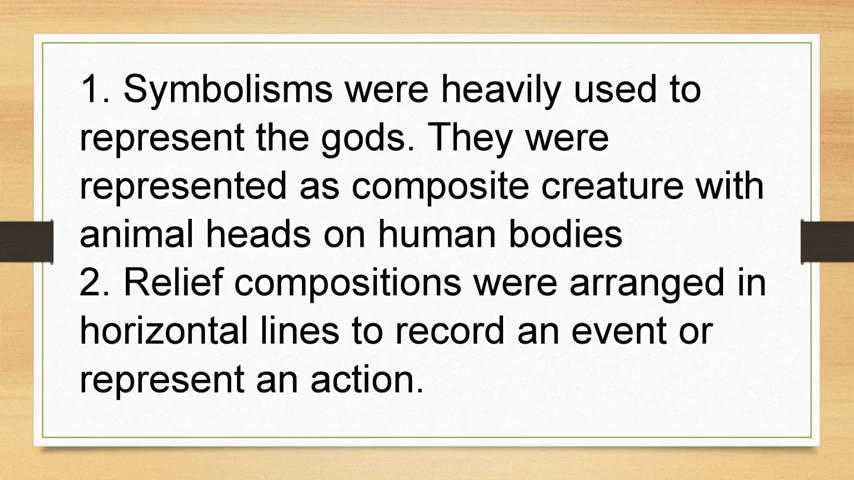 1. Symbolisms were heavily used to
represent the gods. They were
represented as composite creature with
animal heads on human bodies
2. Relief compositions were arranged in
horizontal lines to record an event or
represent an action.